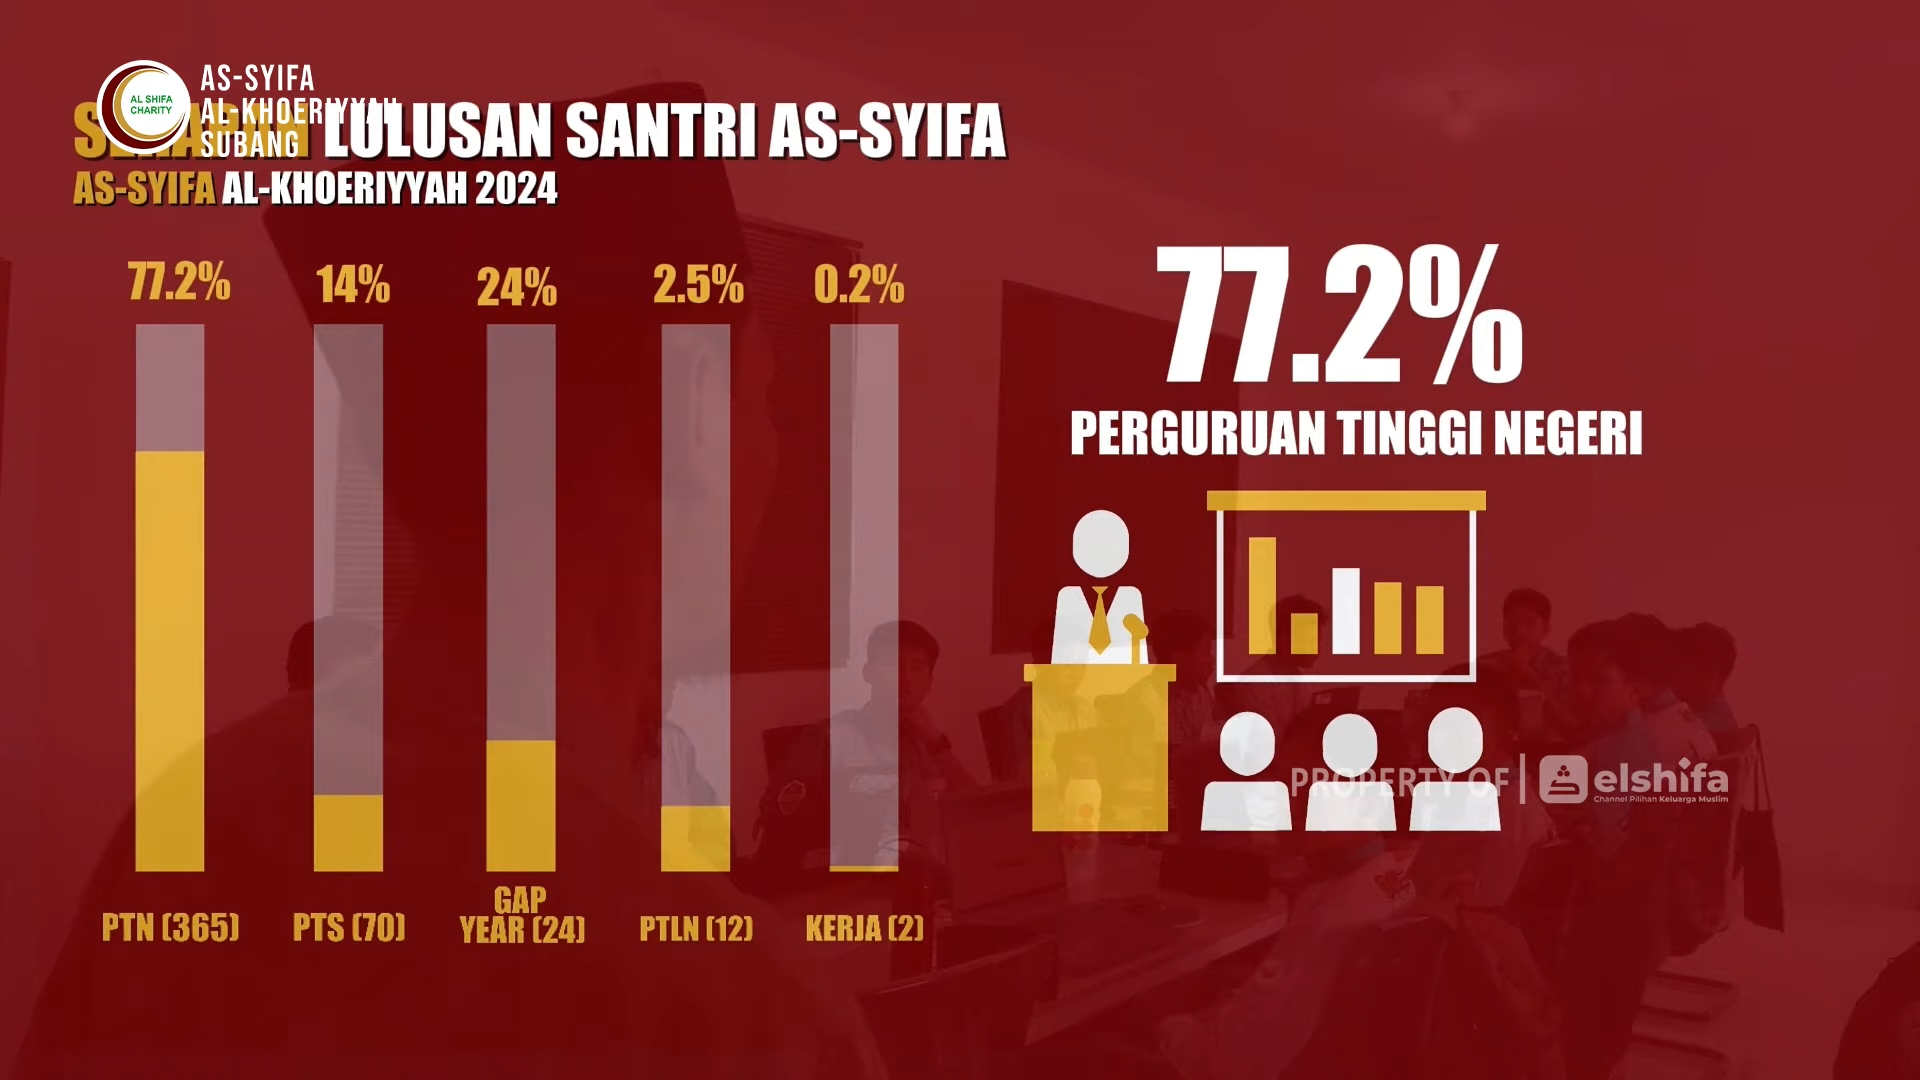 AS-SYIFA
AL-KHOERIYYAH
SUBANG
AL SHIFA
CHARITY
LULUSAN SANTRI AS-SYIFA
AS-SYIFA AL-KHOERIYYAH 2024
77.2%
14%
24%
2.5%
0.2%
PTN (365)
PTS (70)
GAP
YEAR (24)
PTLN (12)
KERJA (2)
77.2%
PERGURUAN TINGGI NEGERI
PROPERTY OF
elshifa
Channel Pilihan Keluarga Muslim